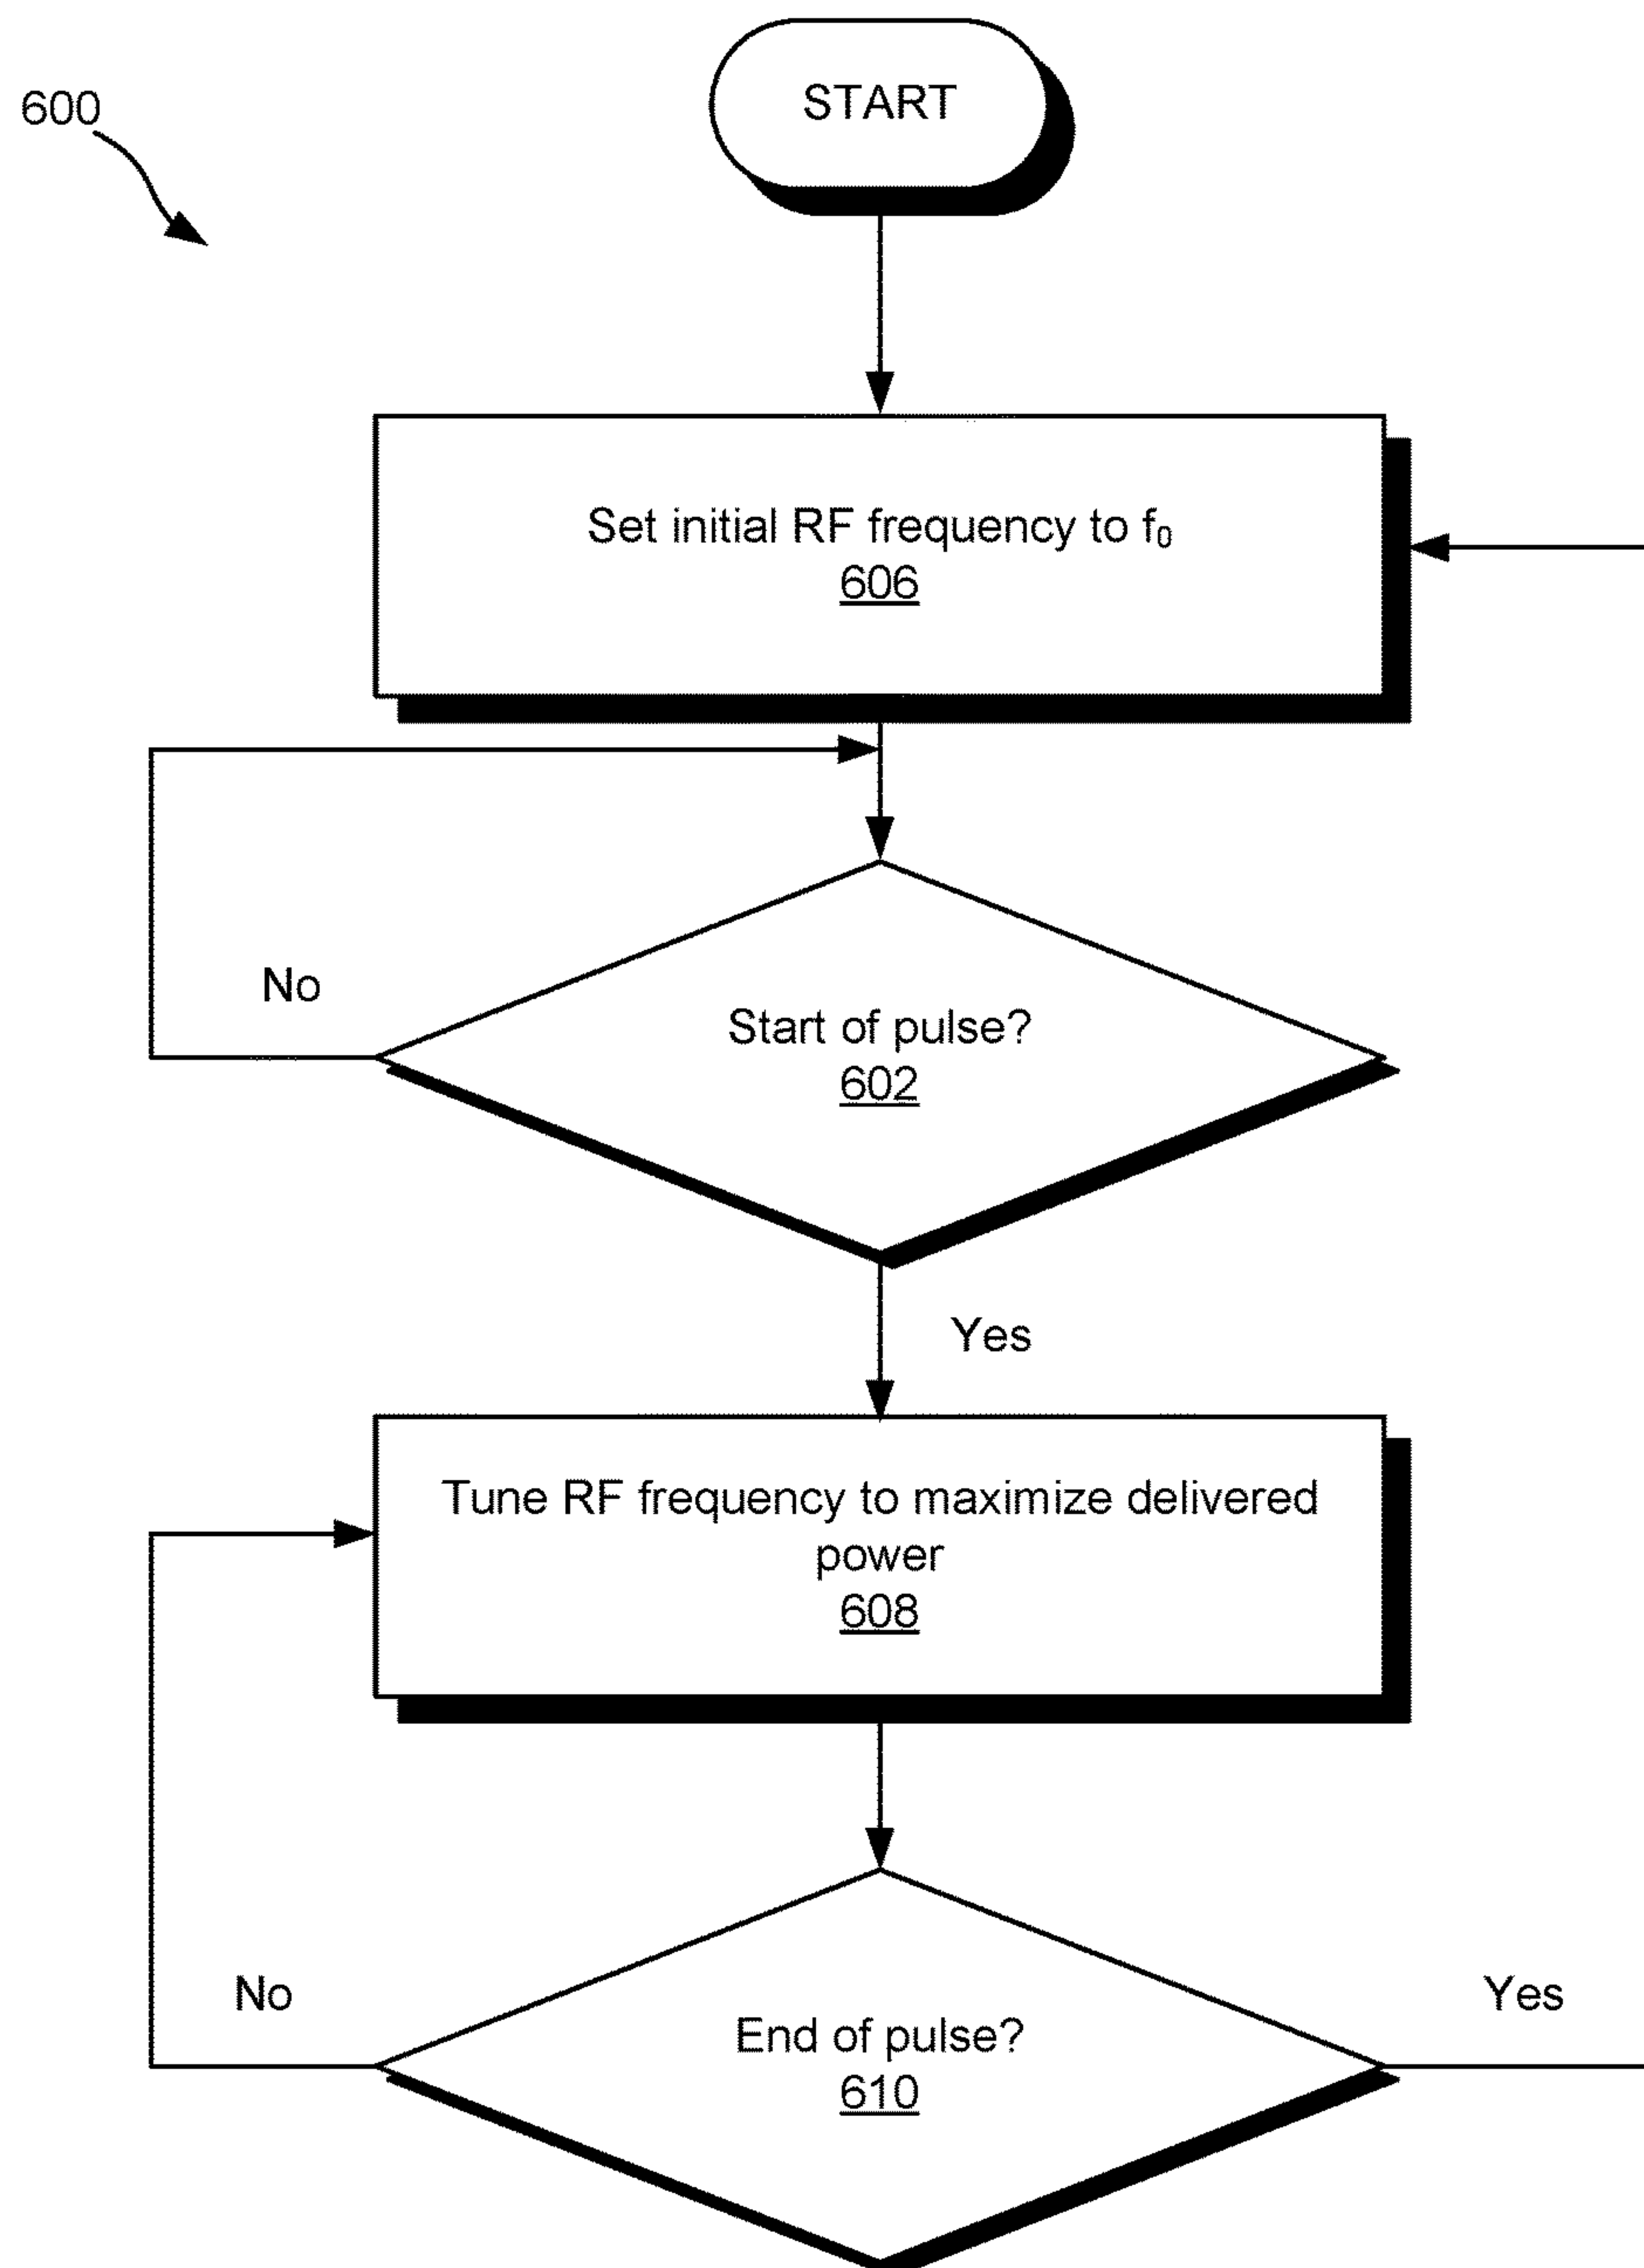 600
START
Set initial RF frequency to f₀
606
No
Start of pulse?
602
Yes
Tune RF frequency to maximize delivered
power
608
No
Yes
End of pulse?
610